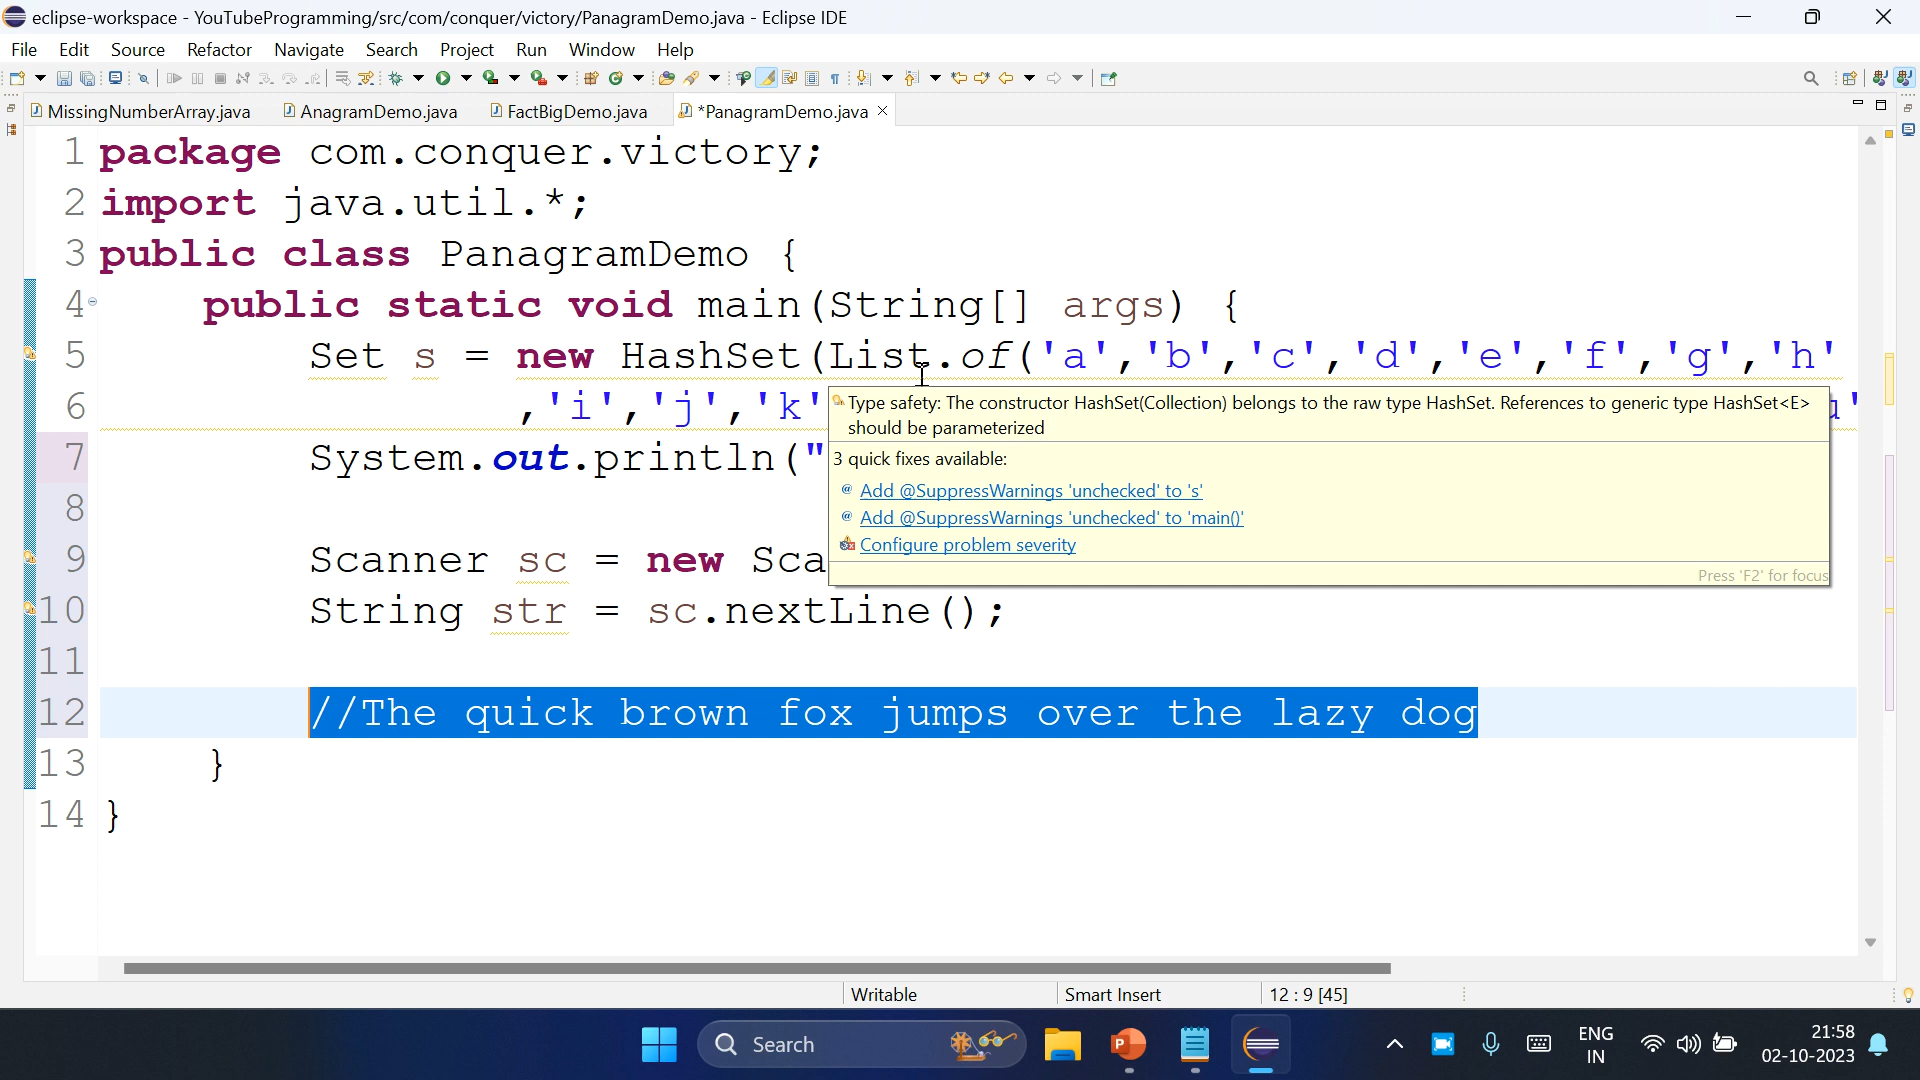 eclipse-workspace - YouTubeProgramming/src/com/conquer/victory/PanagramDemo.java - Eclipse IDE
File Edit Source Refactor Navigate Search Project Run Window Help
MissingNumberArray.java AnagramDemo.java FactBigDemo.java *PanagramDemo.java
1 package com.conquer.victory;
2 import java.util.*;
3 public class PanagramDemo {
4 public static void main(String[] args) {
5 Set s = new HashSet(List.of('a','b','c','d','e','f','g','h'
6 ,'i','j','k'
Type safety: The constructor HashSet(Collection) belongs to the raw type HashSet. References to generic type HashSet<E>
should be parameterized
7 System.out.println("
3 quick fixes available:
Add @SuppressWarnings 'unchecked' to 's'
8
Add @SuppressWarnings 'unchecked' to 'main()'
Configure problem severity
9 Scanner sc = new Sca
Press 'F2' for focus
10 String str = sc.nextLine();
11
12 //The quick brown fox jumps over the lazy dog
13 }
14 }
Writable Smart Insert 12 : 9 [45]
Search
P
ENG
IN
21:58
02-10-2023